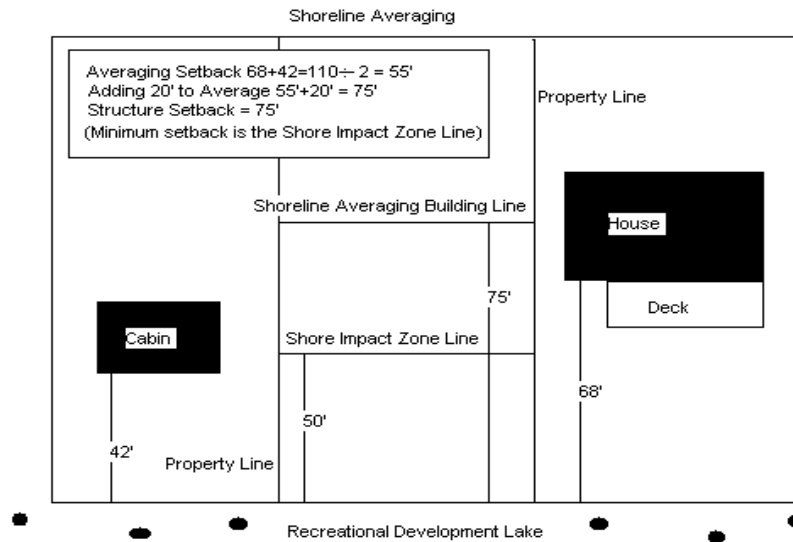 Shoreline Averaging
Averaging Setback 68+42=110÷ 2 = 55'
Adding 20' to Average 55'+20' = 75'
Structure Setback = 75'
(Minimum setback is the Shore Impact Zone Line)
Property Line
Shoreline Averaging Building Line
House
75'
Deck
Cabin
Shore Impact Zone Line
68'
50'
42'
Property Line
Recreational Development Lake